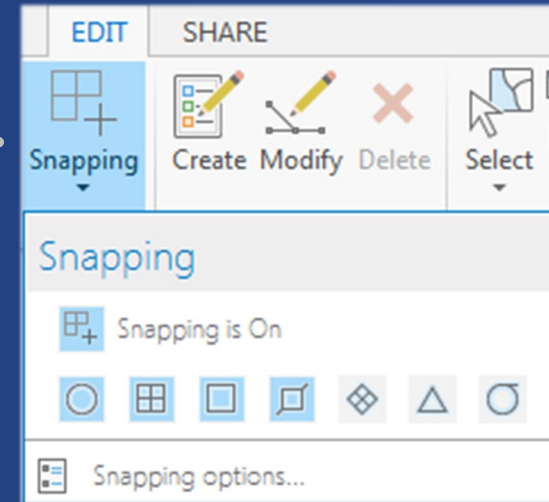 EDIT SHARE
Snapping Create Modify Delete Select
Snapping
Snapping is On
Snapping options...